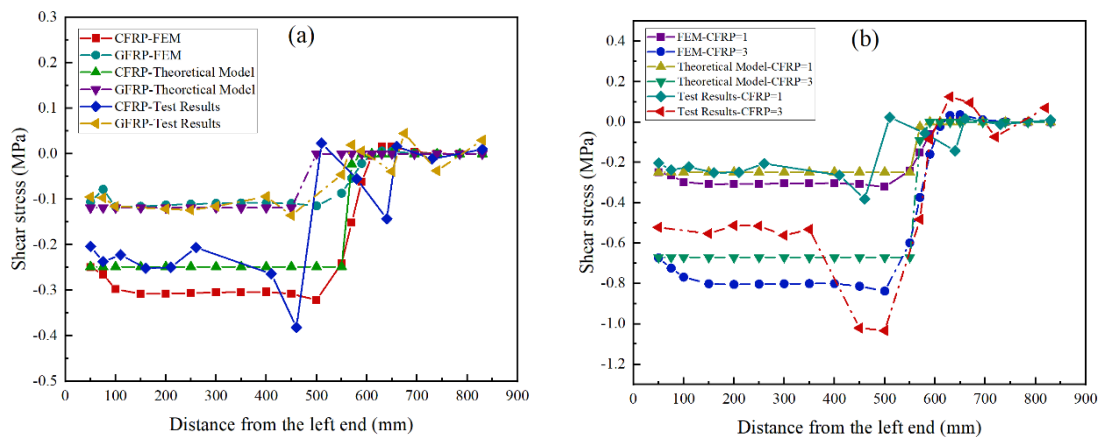 (a)
CFRP-FEM
GFRP-FEM
CFRP-Theoretical Model
GFRP-Theoretical Model
CFRP-Test Results
GFRP-Test Results
Shear stress (MPa)
0.3
0.2
0.1
0.0
-0.1
-0.2
-0.3
-0.4
-0.5
0 100 200 300 400 500 600 700 800 900
Distance from the left end (mm)
(b)
FEM-CFRP=1
FEM-CFRP=3
Theoretical Model-CFRP=1
Theoretical Model-CFRP=3
Test Results-CFRP=1
Test Results-CFRP=3
Shear stress (MPa)
0.4
0.2
0.0
-0.2
-0.4
-0.6
-0.8
-1.0
-1.2
0 100 200 300 400 500 600 700 800 900
Distance from the left end (mm)